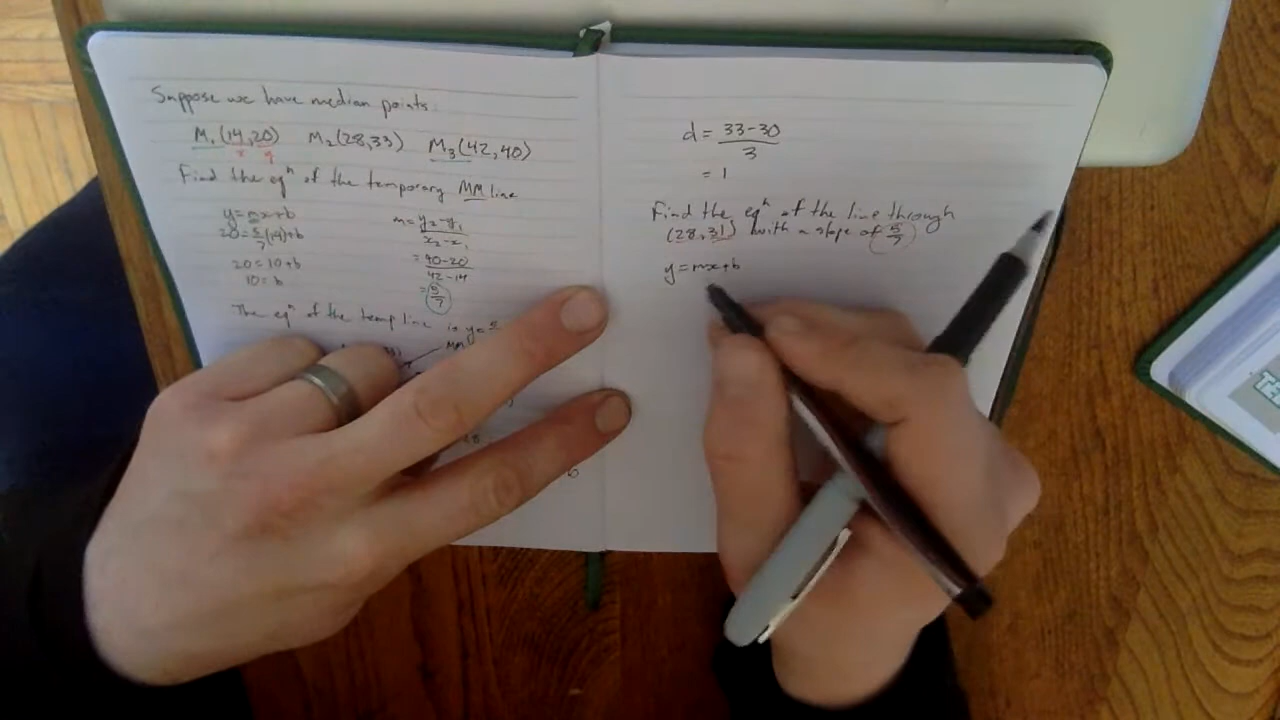 Suppose we have median points:
M₁(14,20) M₂(28,33) M₃(42,40)
x y
Find the eqⁿ of the temporary MM line
y=mx+b
20=5/7(14)+b
20=10+b
10=b
m=y₂-y₁/x₂-x₁
=40-20/42-14
=5/7
The eqⁿ of the temp line is y=5
MM
d=33-30/3
=1
Find the eqⁿ of the line through
(28,31) with a slope of 5/7
y=mx+b